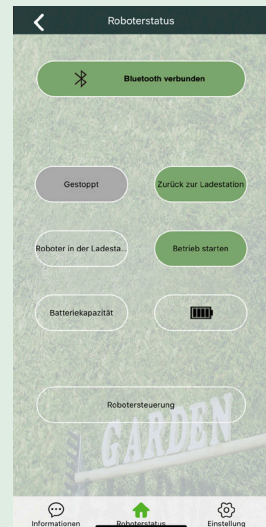 Roboterstatus
Bluetooth verbunden
Gestoppt
Zurück zur Ladestation
Roboter in der Ladesta...
Betrieb starten
Batteriekapazität
Robotersteuerung
GARDEN
Informationen
Roboterstatus
Einstellung